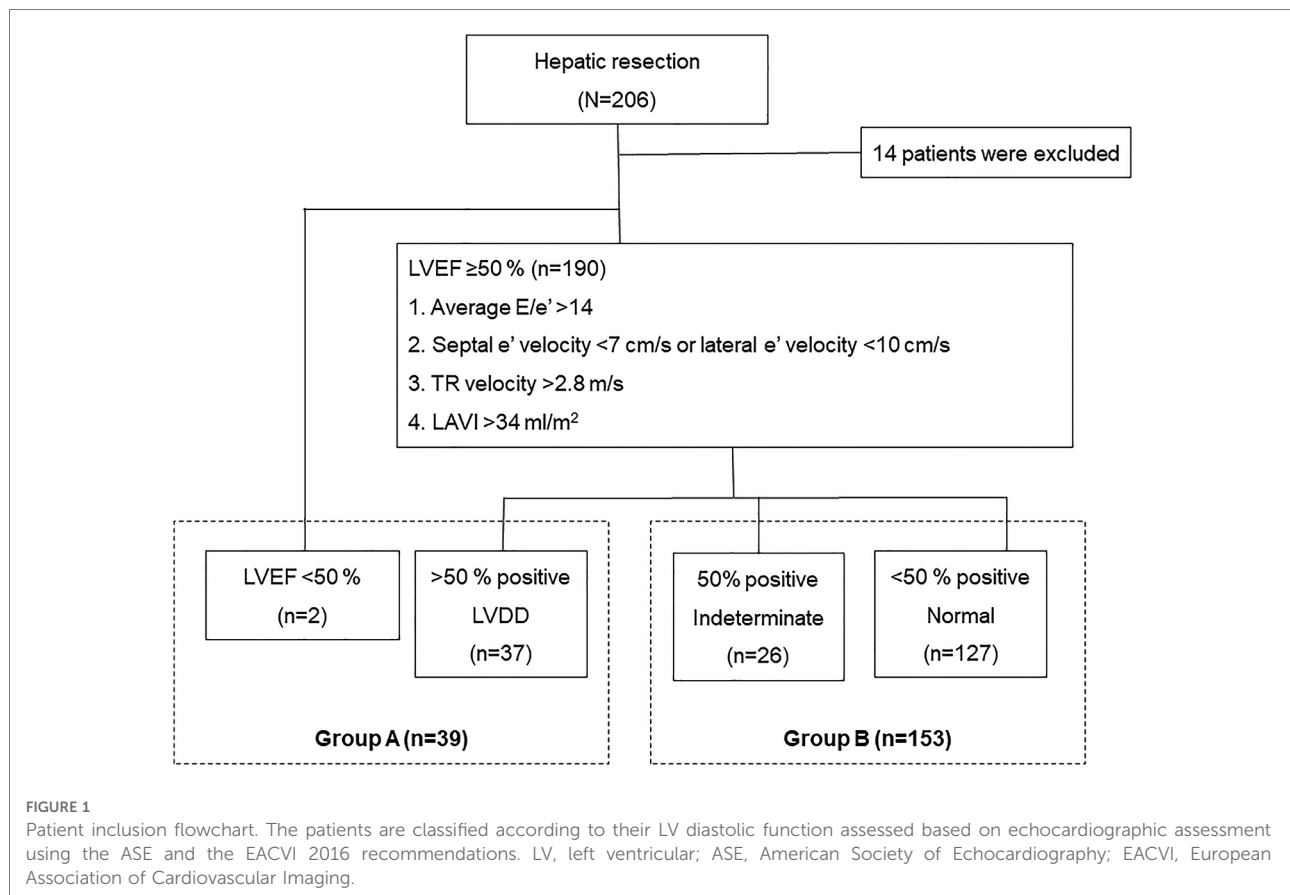 Hepatic resection
(N=206)
14 patients were excluded
LVEF ≥50 % (n=190)
1. Average E/e’ >14
2. Septal e’ velocity <7 cm/s or lateral e’ velocity <10 cm/s
3. TR velocity >2.8 m/s
4. LAVI >34 ml/m²
LVEF <50 %
(n=2)
>50 % positive
LVDD
(n=37)
50% positive
Indeterminate
(n=26)
<50 % positive
Normal
(n=127)
Group A (n=39)
Group B (n=153)
FIGURE 1
Patient inclusion flowchart. The patients are classified according to their LV diastolic function assessed based on echocardiographic assessment
using the ASE and the EACVI 2016 recommendations. LV, left ventricular; ASE, American Society of Echocardiography; EACVI, European
Association of Cardiovascular Imaging.